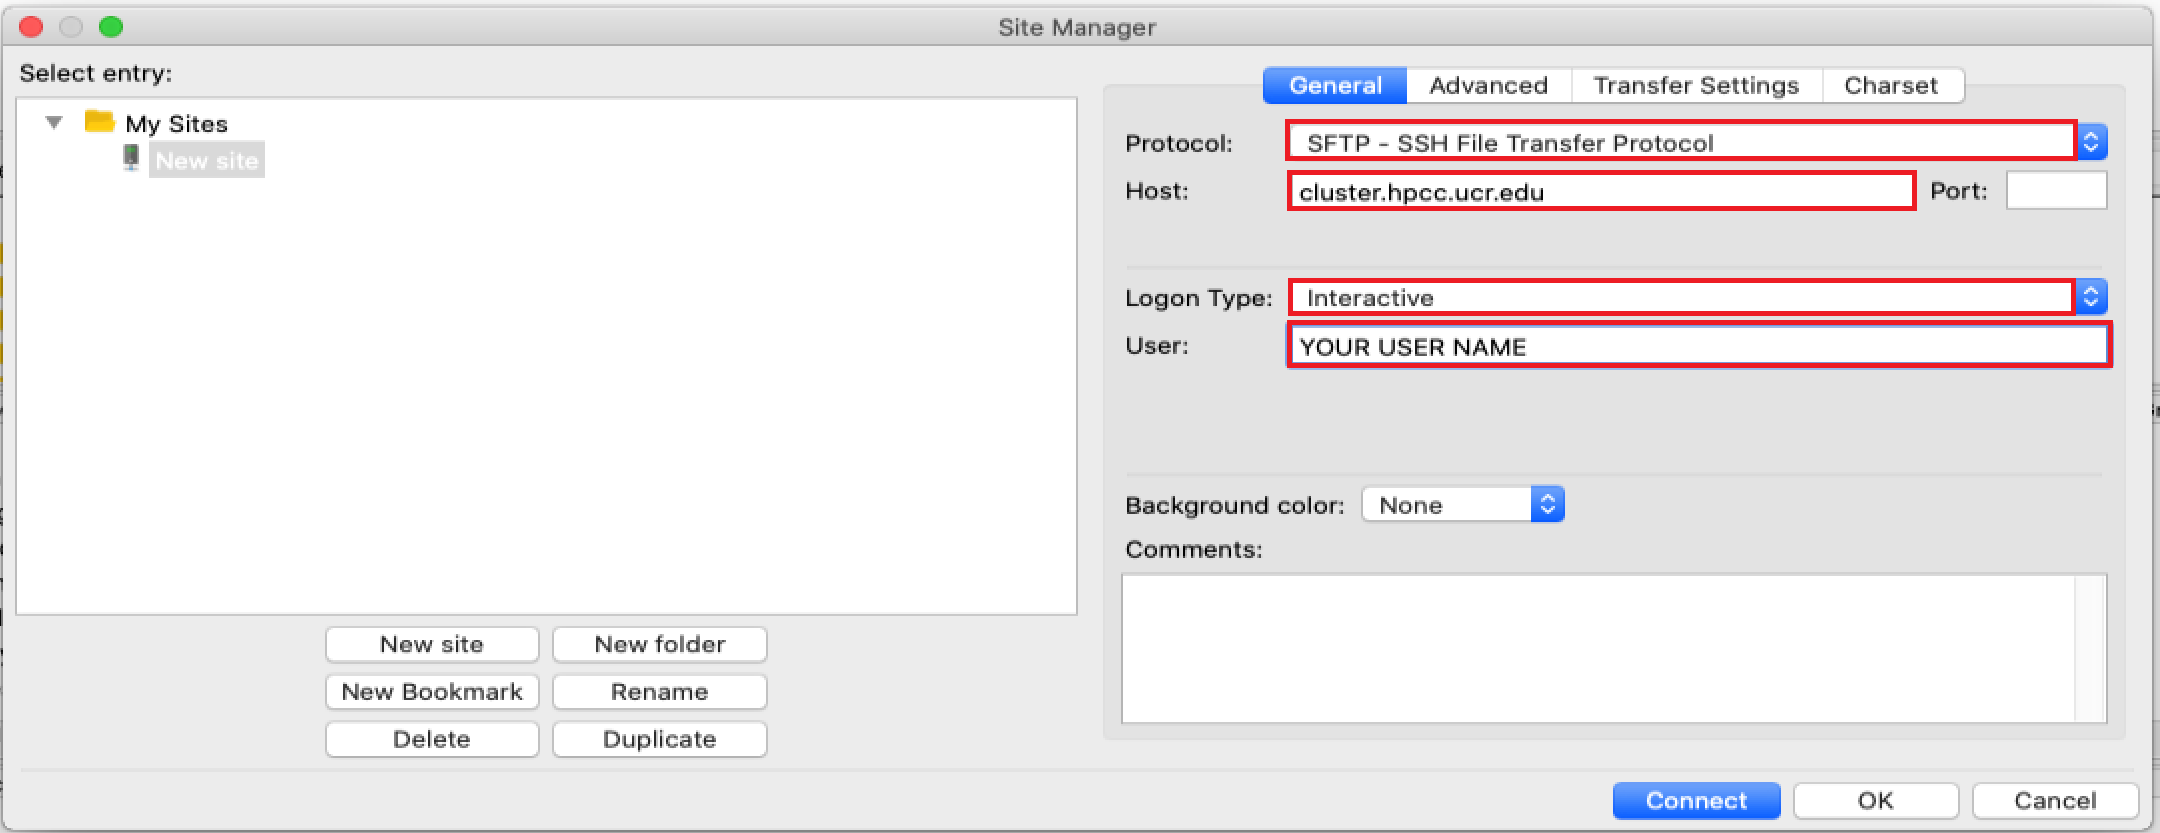 Site Manager
Select entry:
My Sites
New site
New site
New folder
New Bookmark
Rename
Delete
Duplicate
General
Advanced
Transfer Settings
Charset
Protocol:
SFTP - SSH File Transfer Protocol
Host:
cluster.hpcc.ucr.edu
Port:
Logon Type:
Interactive
User:
YOUR USER NAME
Background color:
None
Comments:
Connect
OK
Cancel